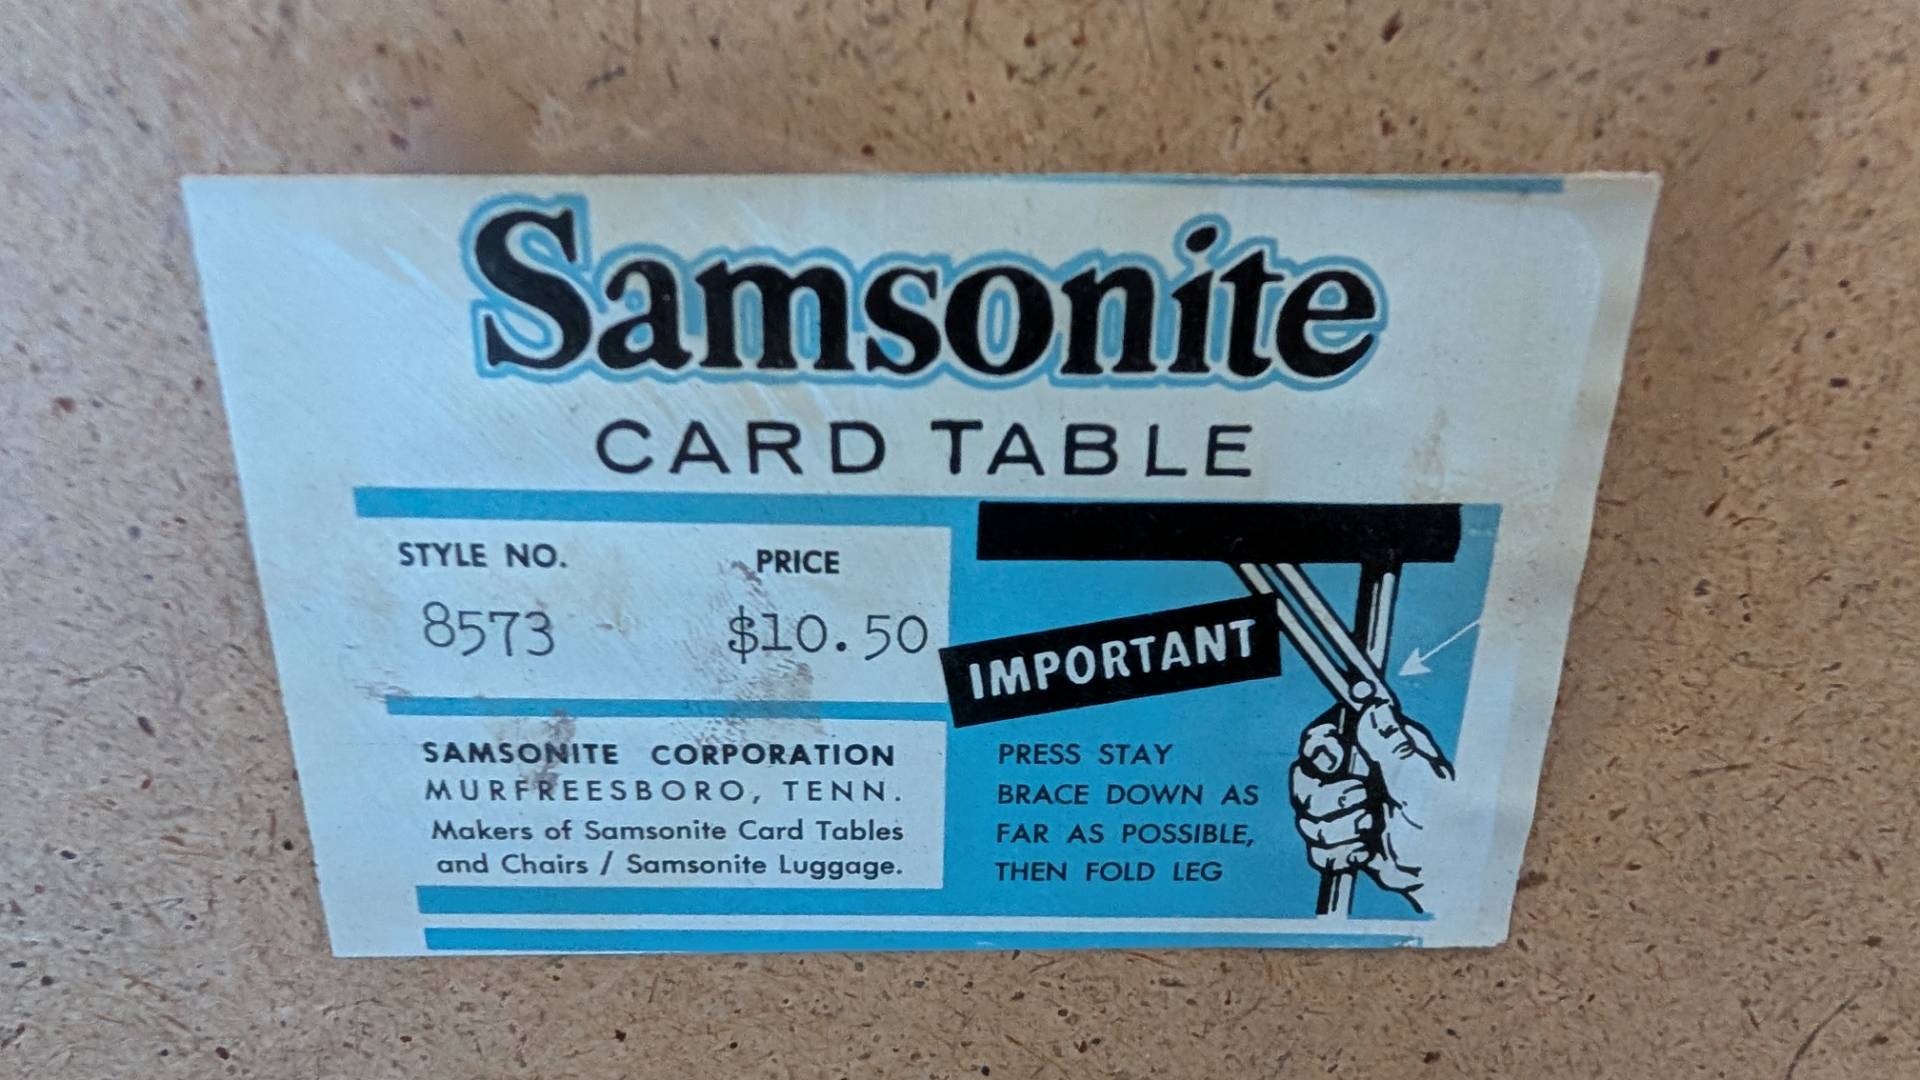 Samsonite
CARD TABLE
STYLE NO. PRICE
8573 $10.50
SAMSONITE CORPORATION
MURFREESBORO, TENN.
Makers of Samsonite Card Tables
and Chairs / Samsonite Luggage.
IMPORTANT
PRESS STAY
BRACE DOWN AS
FAR AS POSSIBLE,
THEN FOLD LEG